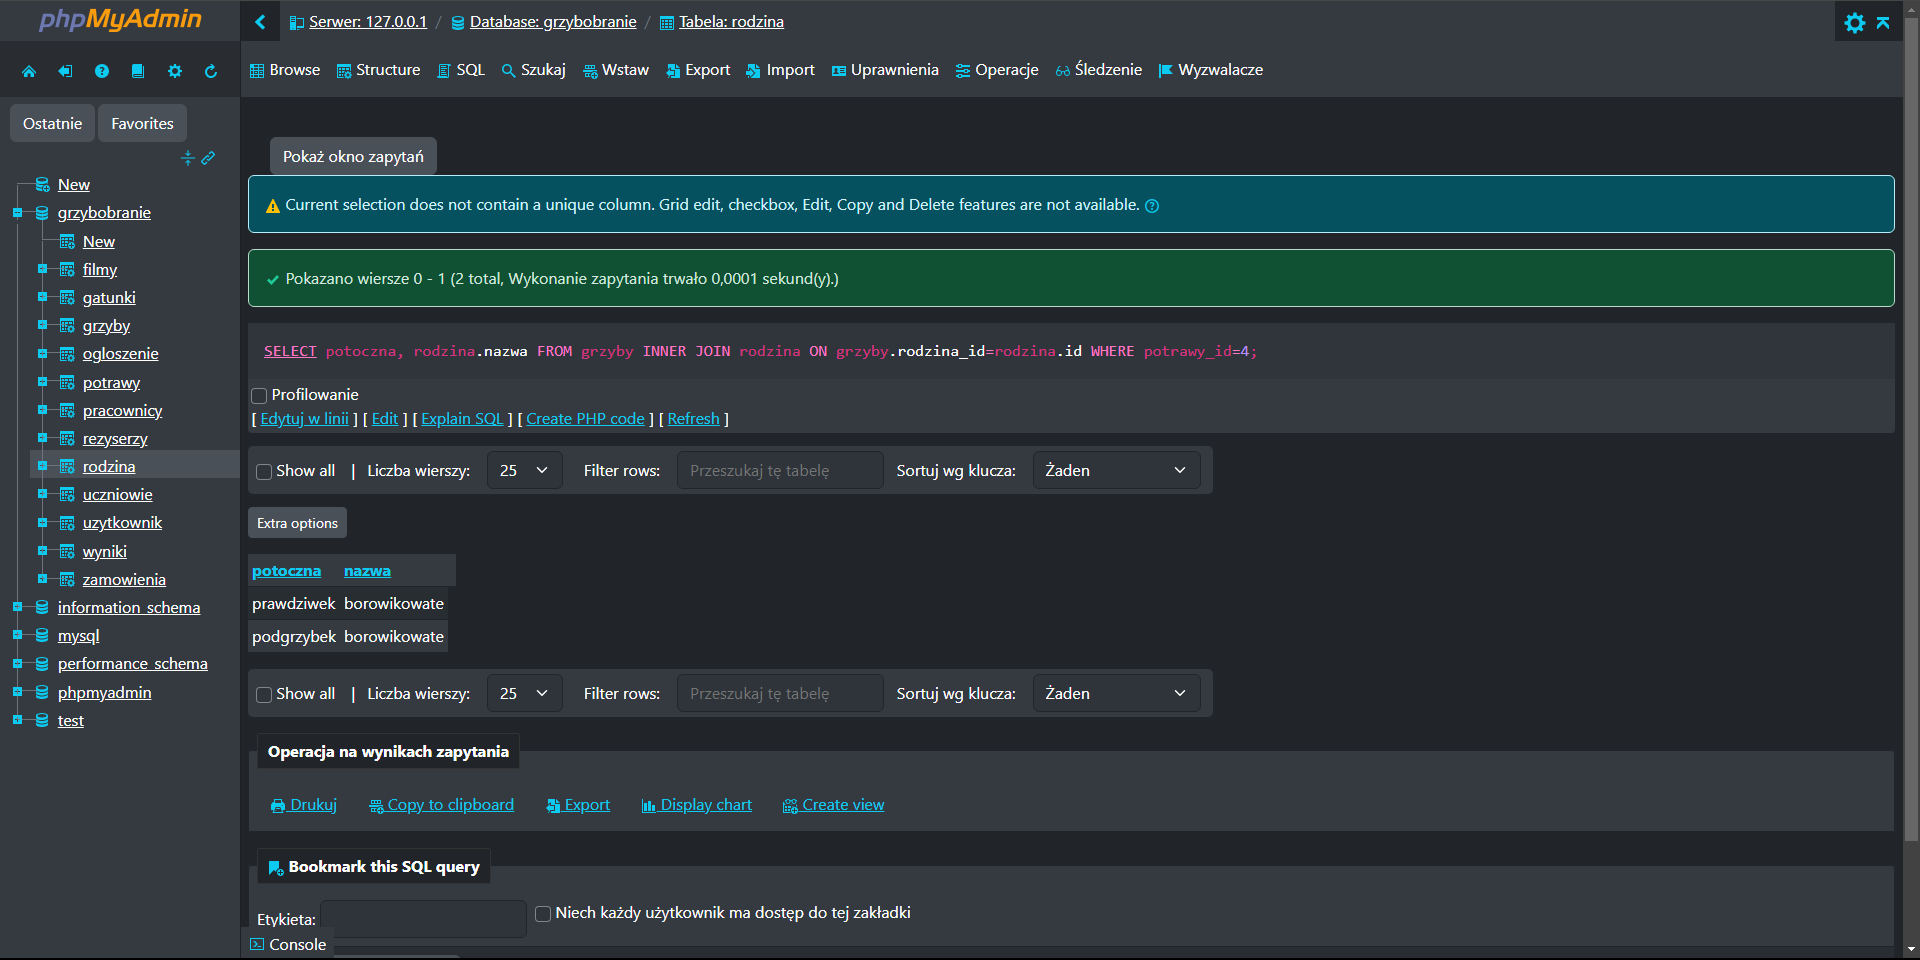 phpMyAdmin
Ostatnie
Favorites
New
grzybobranie
New
filmy
gatunki
grzyby
ogloszenie
potrawy
pracownicy
rezyserzy
rodzina
uczniowie
uzytkownik
wyniki
zamowienia
information_schema
mysql
performance_schema
phpmyadmin
test
Serwer: 127.0.0.1 / Database: grzybobranie / Tabela: rodzina
Browse Structure SQL Szukaj Wstaw Export Import Uprawnienia Operacje Śledzenie Wyzwalacze
Pokaż okno zapytań
Current selection does not contain a unique column. Grid edit, checkbox, Edit, Copy and Delete features are not available.
Pokazano wiersze 0 - 1 (2 total, Wykonanie zapytania trwało 0,0001 sekund(y).)
SELECT potoczna, rodzina.nazwa FROM grzyby INNER JOIN rodzina ON grzyby.rodzina_id=rodzina.id WHERE potrawy_id=4;
Profilowanie
[ Edytuj w linii ] [ Edit ] [ Explain SQL ] [ Create PHP code ] [ Refresh ]
Show all | Liczba wierszy: 25 Filter rows: Przeszukaj tę tabelę Sortuj wg klucza: Żaden
Extra options
potoczna nazwa
prawdziwek borowikowate
podgrzybek borowikowate
Show all | Liczba wierszy: 25 Filter rows: Przeszukaj tę tabelę Sortuj wg klucza: Żaden
Operacja na wynikach zapytania
Drukuj Copy to clipboard Export Display chart Create view
Bookmark this SQL query
Etykieta: Niech każdy użytkownik ma dostęp do tej zakładki
Console